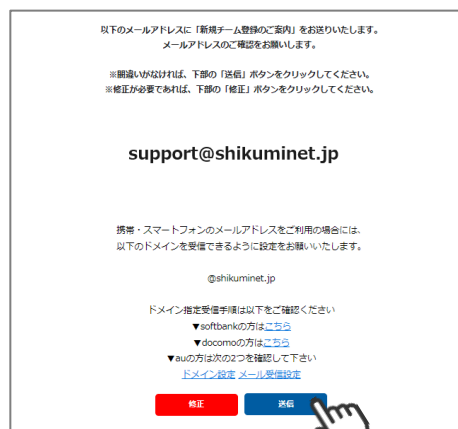 以下のメールアドレスに「新規チーム登録のご案内」をお送りいたします。
メールアドレスのご確認をお願いします。
※間違いがなければ、下部の「送信」ボタンをクリックしてください。
※修正が必要であれば、下部の「修正」ボタンをクリックしてください。
support@shikuminet.jp
携帯・スマートフォンのメールアドレスをご利用の場合には、
以下のドメインを受信できるように設定をお願いいたします。
@shikuminet.jp
ドメイン指定受信手順は以下をご確認ください
▼softbankの方はこちら
▼docomoの方はこちら
▼auの方は次の2つを確認して下さい
ドメイン設定 メール受信設定
修正 送信